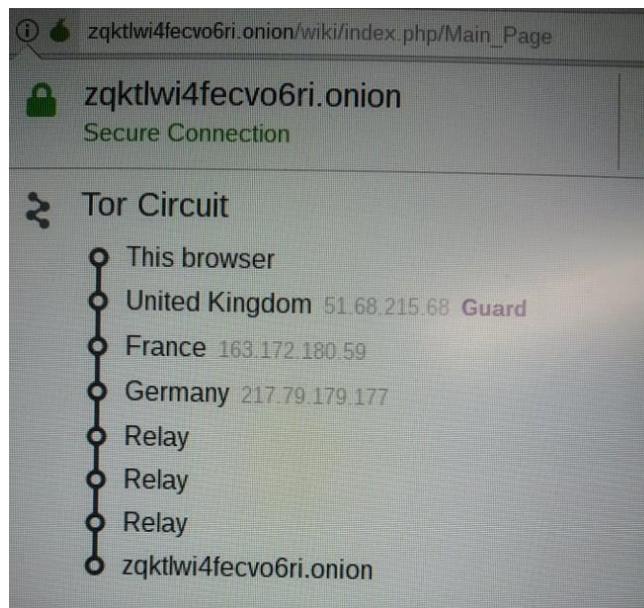 zqktlwi4fecvo6ri.onion/wiki/index.php/Main_Page
zqktlwi4fecvo6ri.onion
Secure Connection
Tor Circuit
This browser
United Kingdom 51.68.215.68 Guard
France 163.172.180.59
Germany 217.79.179.177
Relay
Relay
Relay
zqktlwi4fecvo6ri.onion